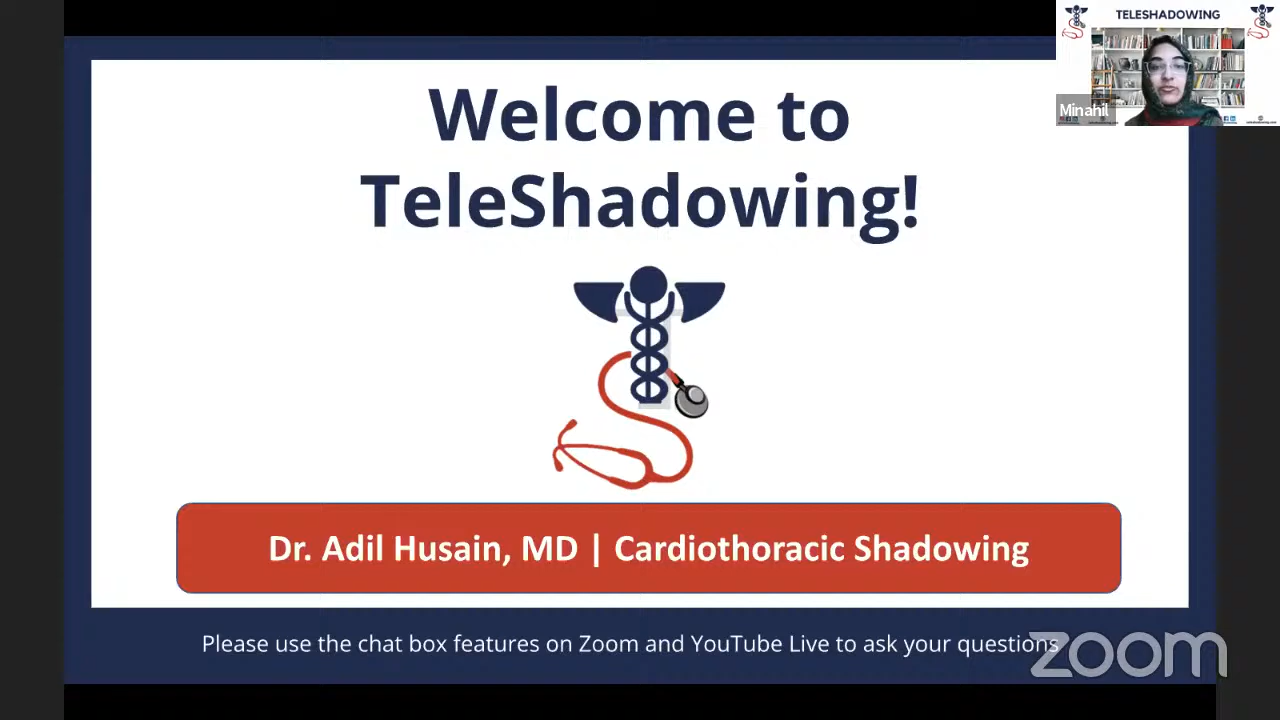 TELESHADOWING
Minahil
Welcome to
TeleShadowing!
Dr. Adil Husain, MD | Cardiothoracic Shadowing
Please use the chat box features on Zoom and YouTube Live to ask your questions
zoom